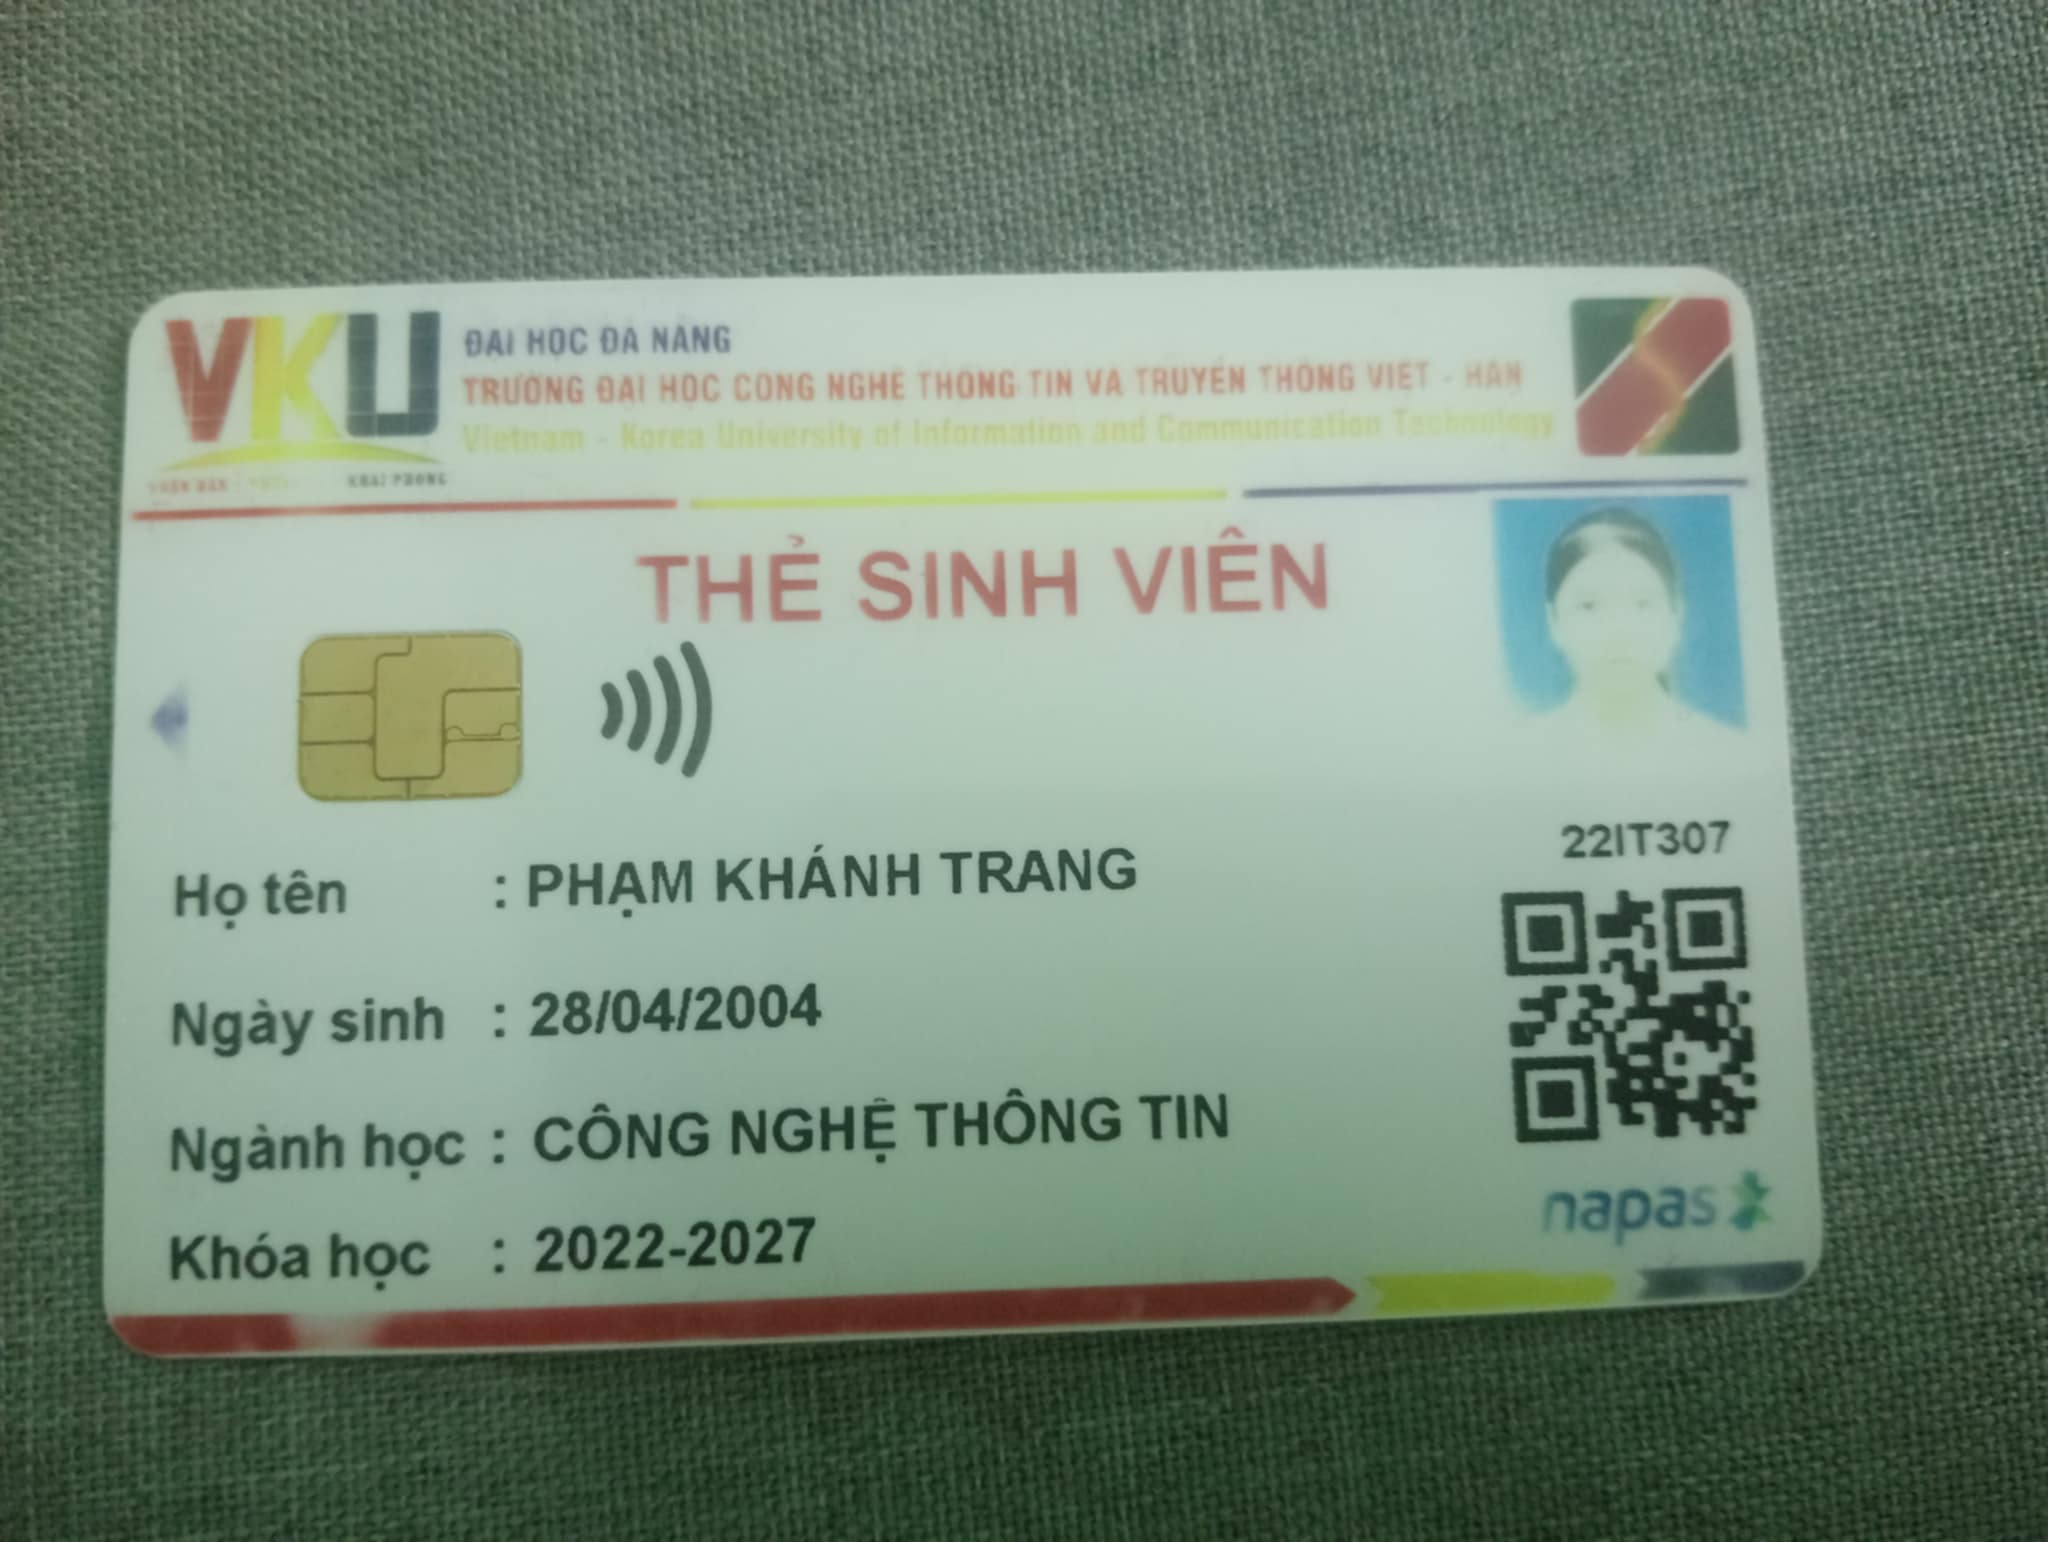 VKU
ĐẠI HỌC ĐÀ NẴNG
TRƯỜNG ĐẠI HỌC CÔNG NGHỆ THÔNG TIN VÀ TRUYỀN THÔNG VIỆT - HÀN
Vietnam - Korea University of Information and Communication Technology
KHAI PHÓNG
THẺ SINH VIÊN
Họ tên : PHẠM KHÁNH TRANG
Ngày sinh : 28/04/2004
Ngành học : CÔNG NGHỆ THÔNG TIN
Khóa học : 2022-2027
22IT307
napas